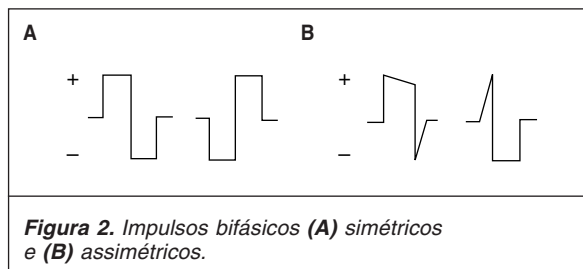 A B
+ +
– –
Figura 2. Impulsos bifásicos (A) simétricos
e (B) assimétricos.